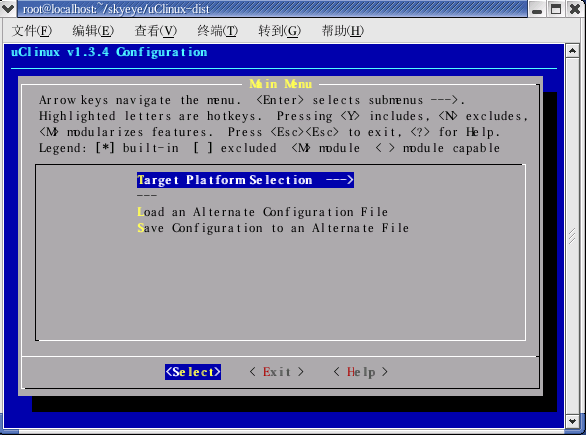 root@localhost:~/skyeye/uClinux-dist
文件(F) 编辑(E) 查看(V) 终端(T) 转到(G) 帮助(H)
uClinux v1.3.4 Configuration
Main Menu
Arrow keys navigate the menu. <Enter> selects submenus --->.
Highlighted letters are hotkeys. Pressing <Y> includes, <N> excludes,
<M> modularizes features. Press <Esc><Esc> to exit, <?> for Help.
Legend: [*] built-in [ ] excluded <M> module < > module capable
Target Platform Selection --->
---
Load an Alternate Configuration File
Save Configuration to an Alternate File
<Select> < Exit > < Help >